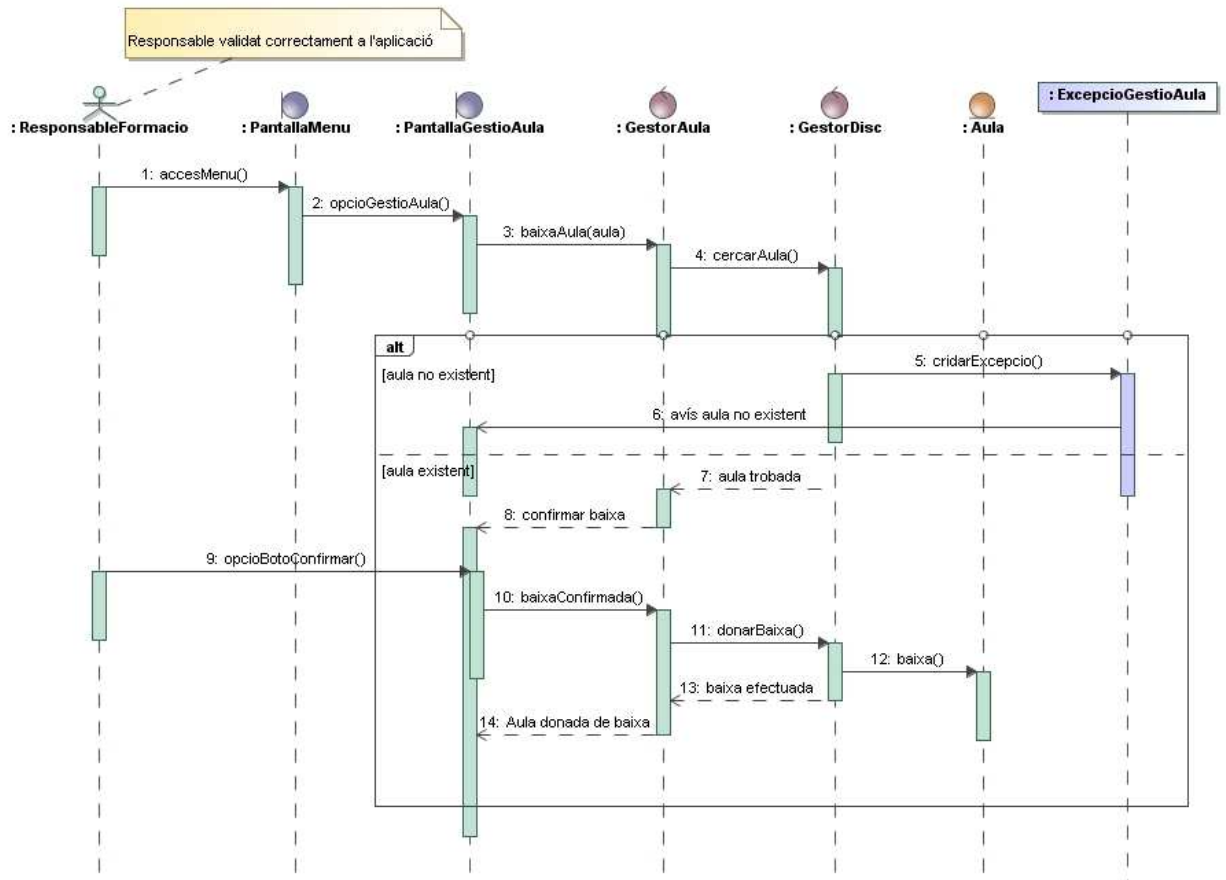 Responsable validat correctament a l'aplicació
: ResponsableFormacio
: PantallaMenu
: PantallaGestioAula
: GestorAula
: GestorDisc
: Aula
: ExcepcioGestioAula
1: accesMenu()
2: opcioGestioAula()
3: baixaAula(aula)
4: cercarAula()
alt
[aula no existent]
5: cridarExcepcio()
6: avís aula no existent
[aula existent]
7: aula trobada
8: confirmar baixa
9: opcioBotoConfirmar()
10: baixaConfirmada()
11: donarBaixa()
12: baixa()
13: baixa efectuada
14: Aula donada de baixa